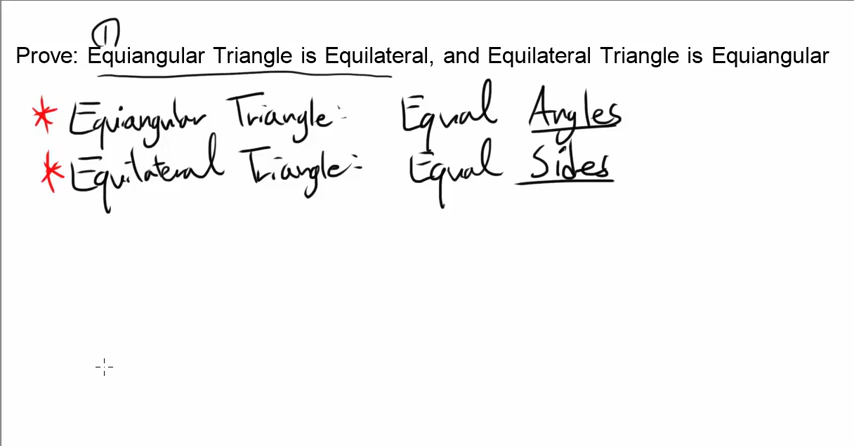 ①
Prove: Equiangular Triangle is Equilateral, and Equilateral Triangle is Equiangular
* Equiangular Triangle: Equal Angles
* Equilateral Triangle: Equal Sides